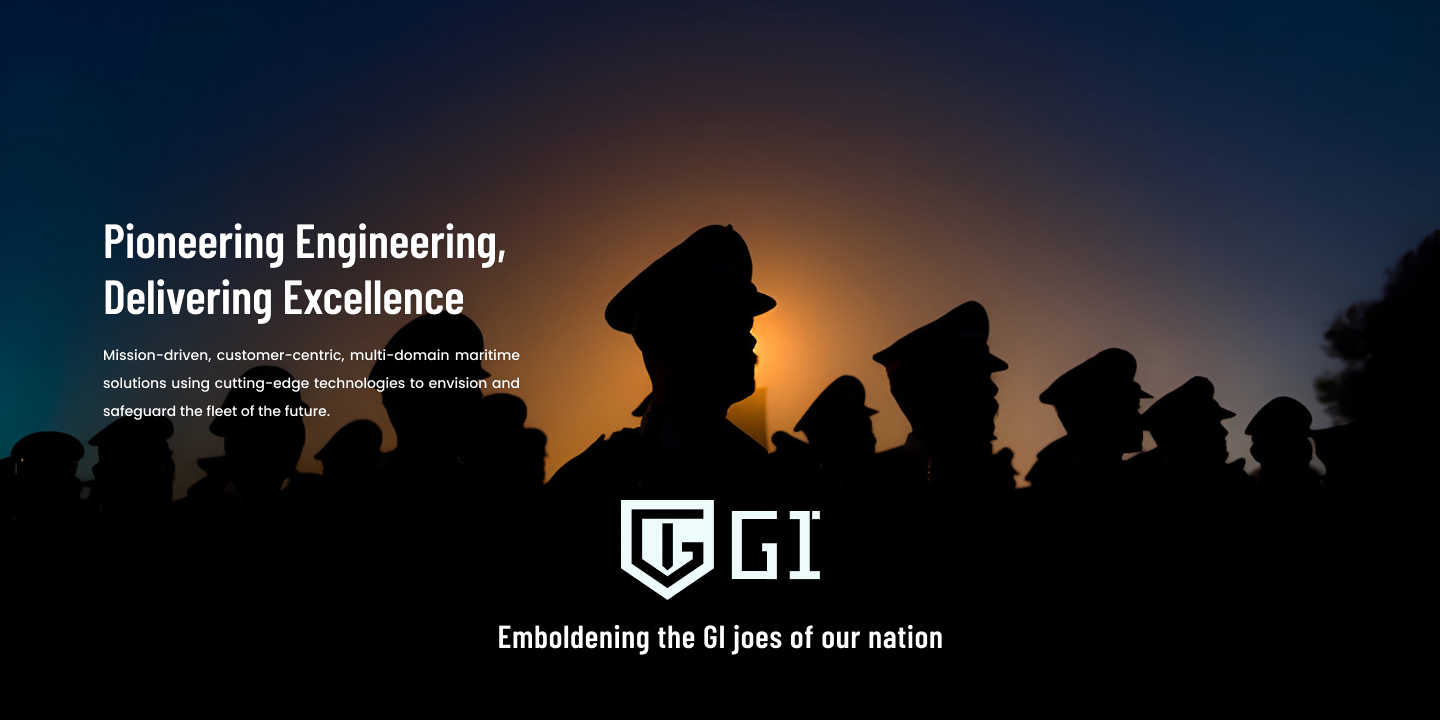 Pioneering Engineering,
Delivering Excellence
Mission-driven, customer-centric, multi-domain maritime
solutions using cutting-edge technologies to envision and
safeguard the fleet of the future.
GI
Emboldening the GI joes of our nation